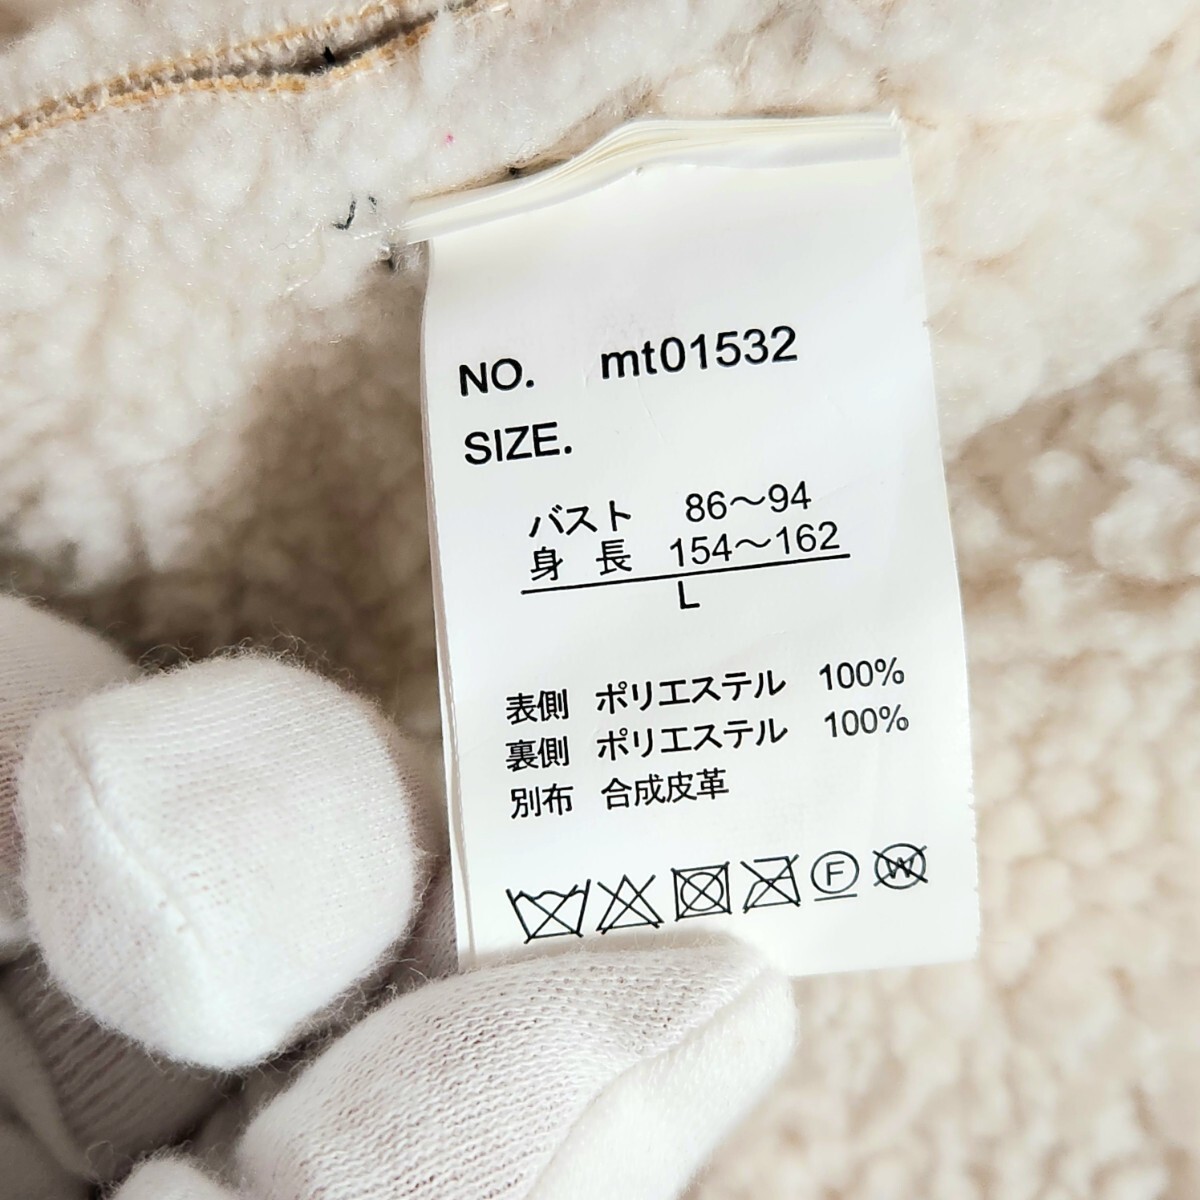 NO. mt01532
SIZE.
バスト 86～94
身長 154～162
L
表側 ポリエステル 100%
裏側 ポリエステル 100%
別布 合成皮革
F W